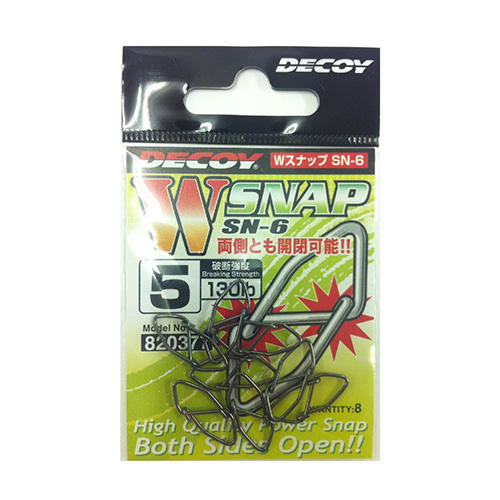 DECOY
DECOY Wスナップ SN-6
W SNAP
SN-6
両側とも開閉可能!!
5 破断強度
Breaking Strength
130lb
Model No
QUANTITY:8
High Quality Power Snap
Both Sides Open!!